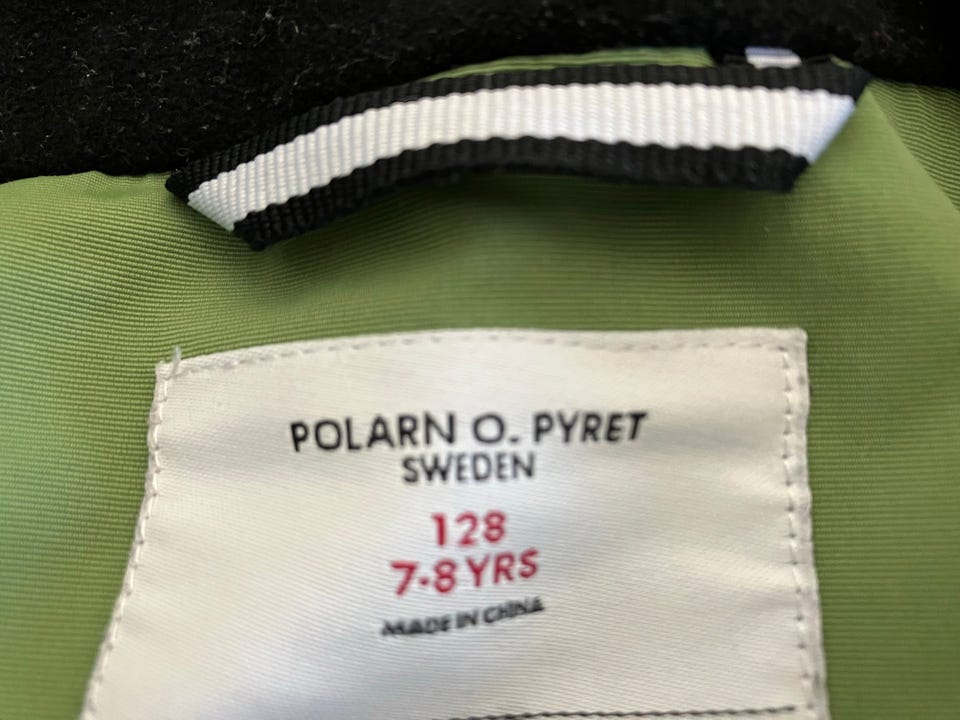 POLARN O. PYRET
SWEDEN
128
7-8 YRS
MADE IN CHINA